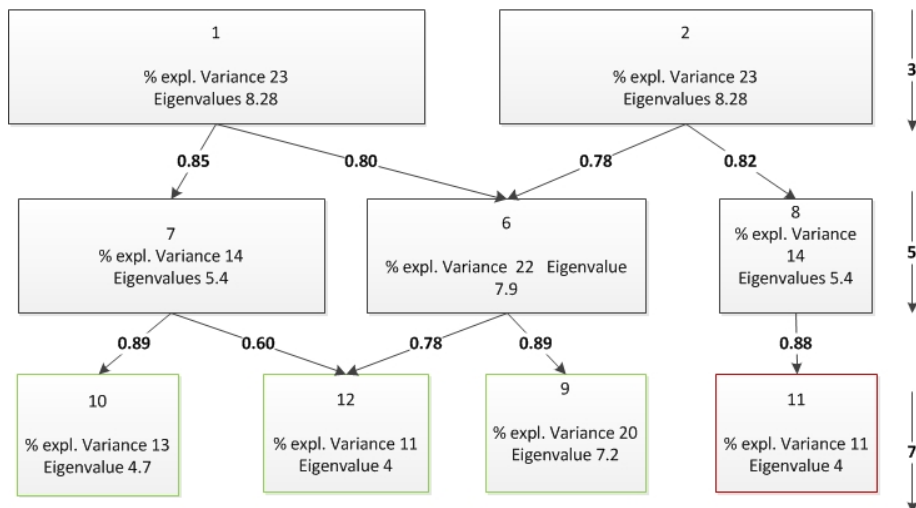 1
% expl. Variance 23
Eigenvalues 8.28
2
% expl. Variance 23
Eigenvalues 8.28
3
0.85
0.80
0.78
0.82
7
% expl. Variance 14
Eigenvalues 5.4
6
% expl. Variance 22 Eigenvalue
7.9
8
% expl. Variance
14
Eigenvalues 5.4
5
0.89
0.60
0.78
0.89
0.88
10
% expl. Variance 13
Eigenvalue 4.7
12
% expl. Variance 11
Eigenvalue 4
9
% expl. Variance 20
Eigenvalue 7.2
11
% expl. Variance 11
Eigenvalue 4
7